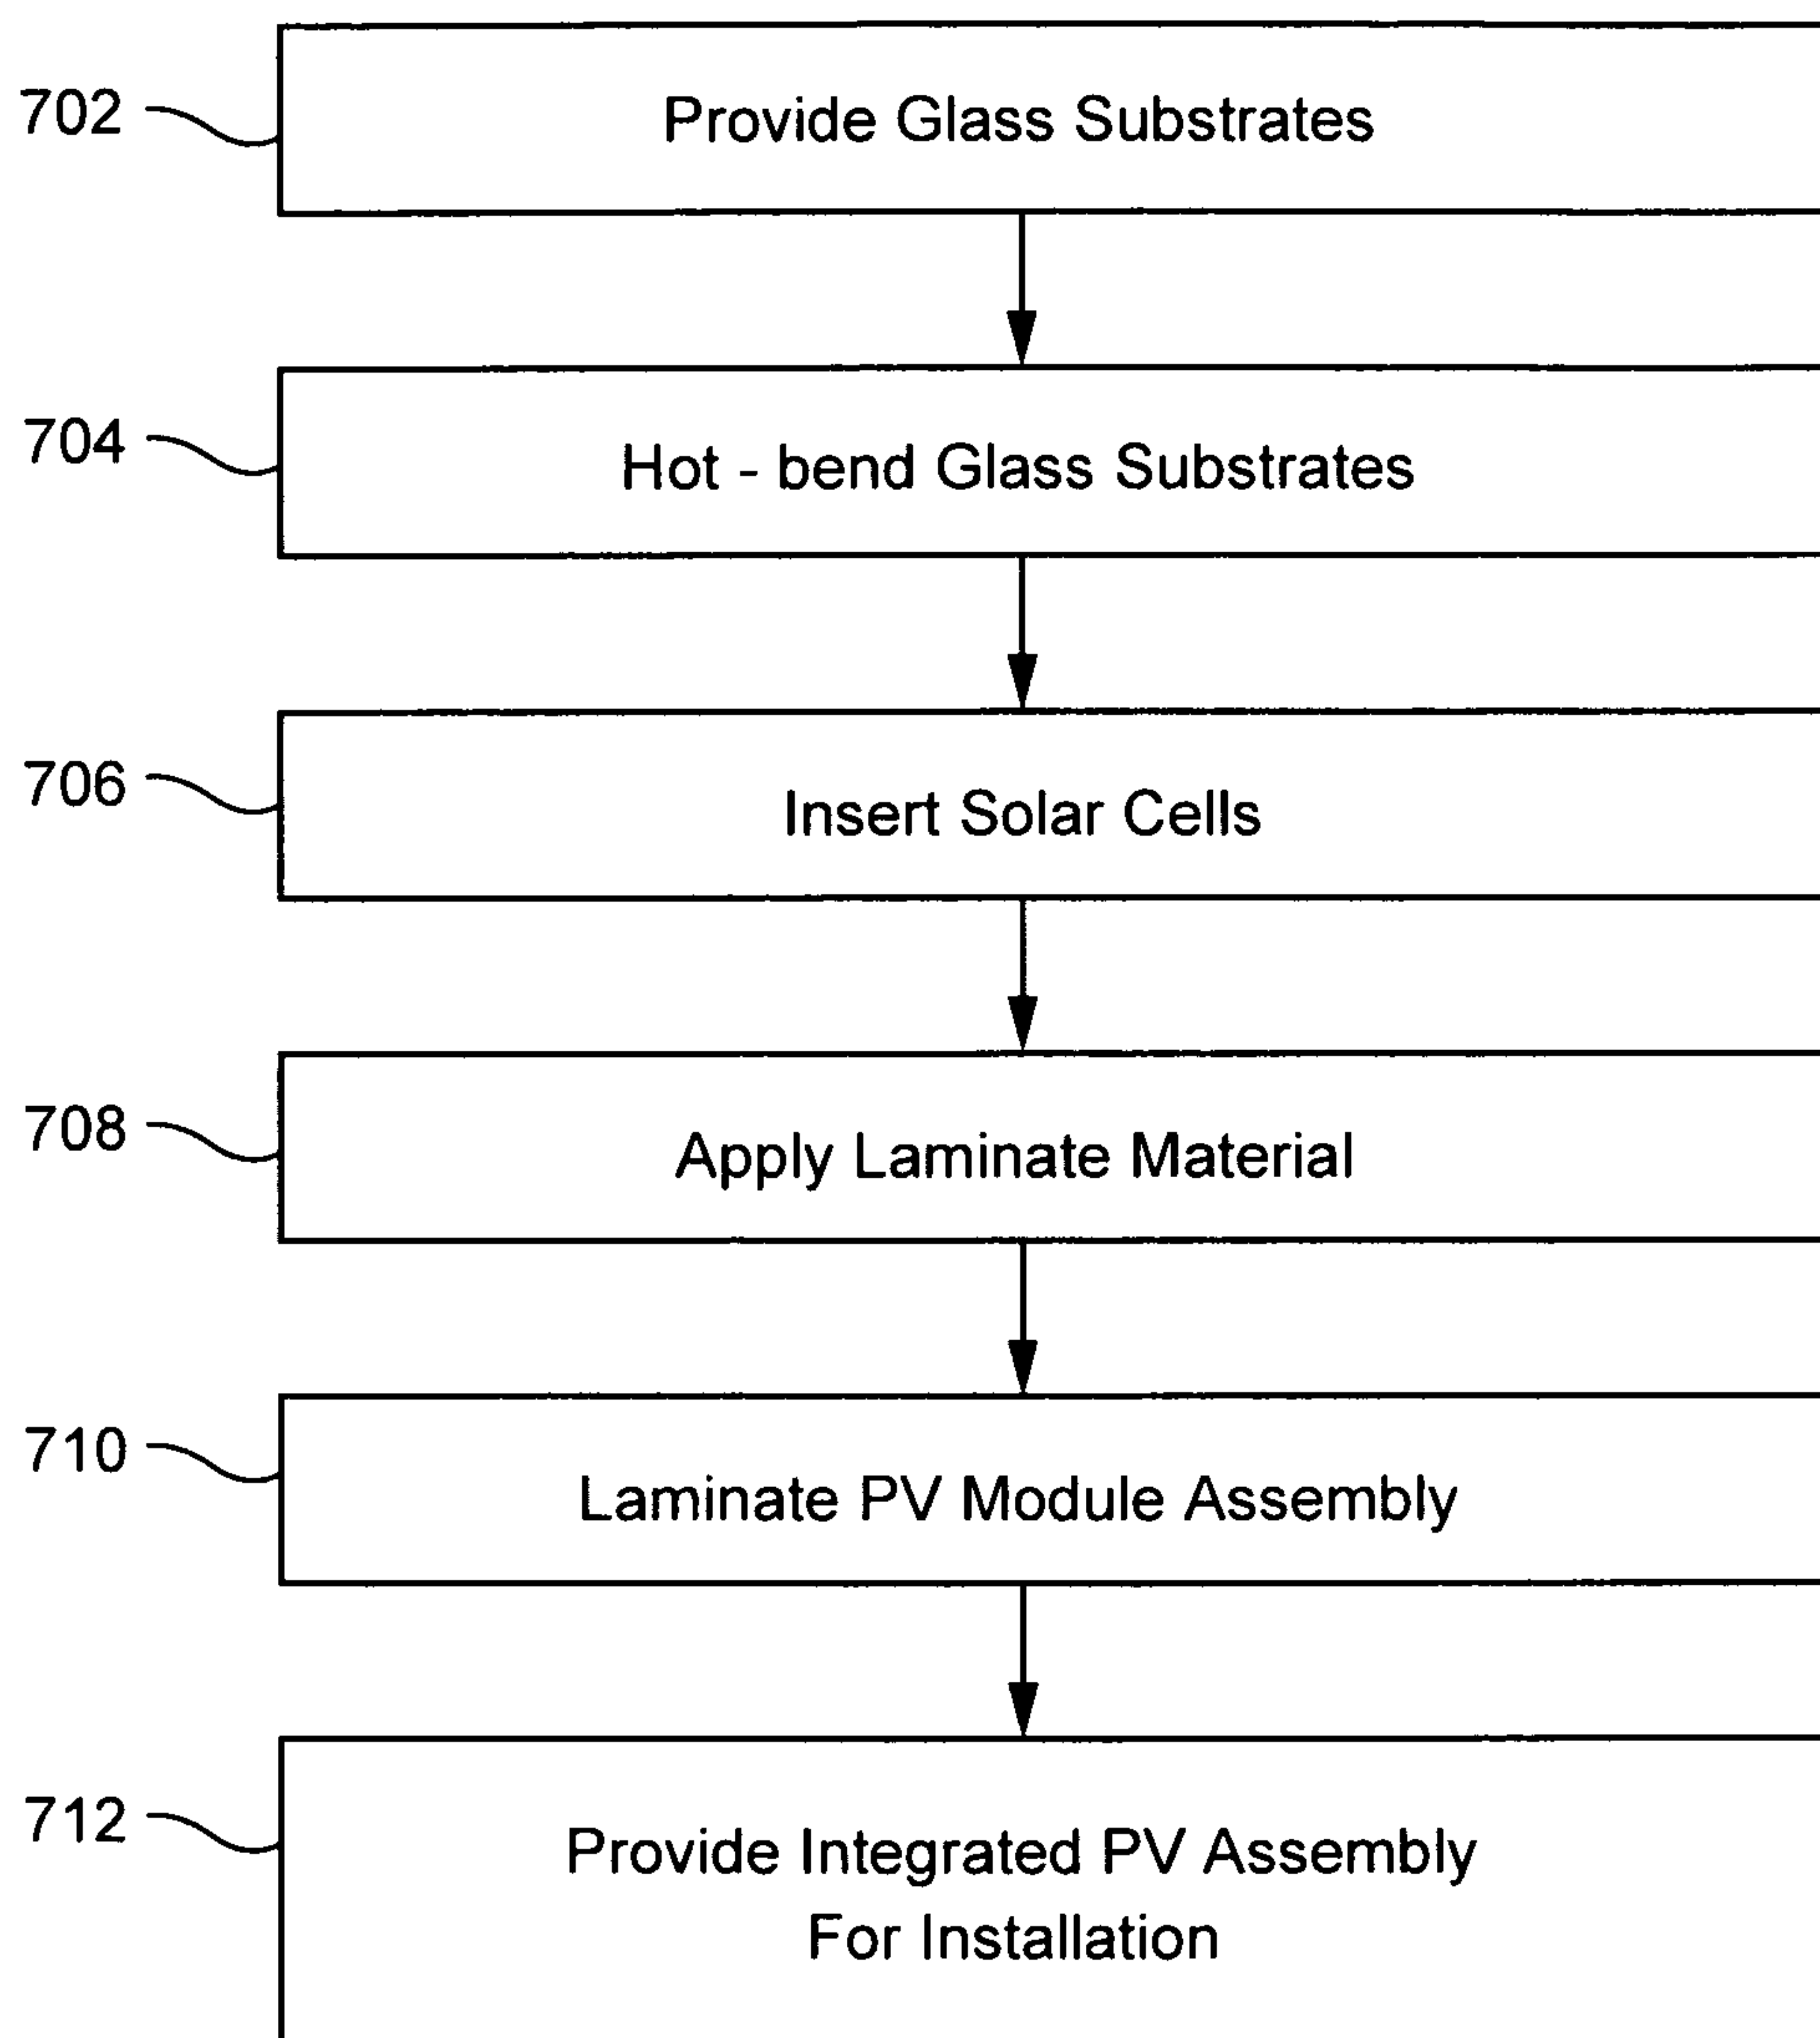 702
Provide Glass Substrates
704
Hot - bend Glass Substrates
706
Insert Solar Cells
708
Apply Laminate Material
710
Laminate PV Module Assembly
712
Provide Integrated PV Assembly
For Installation